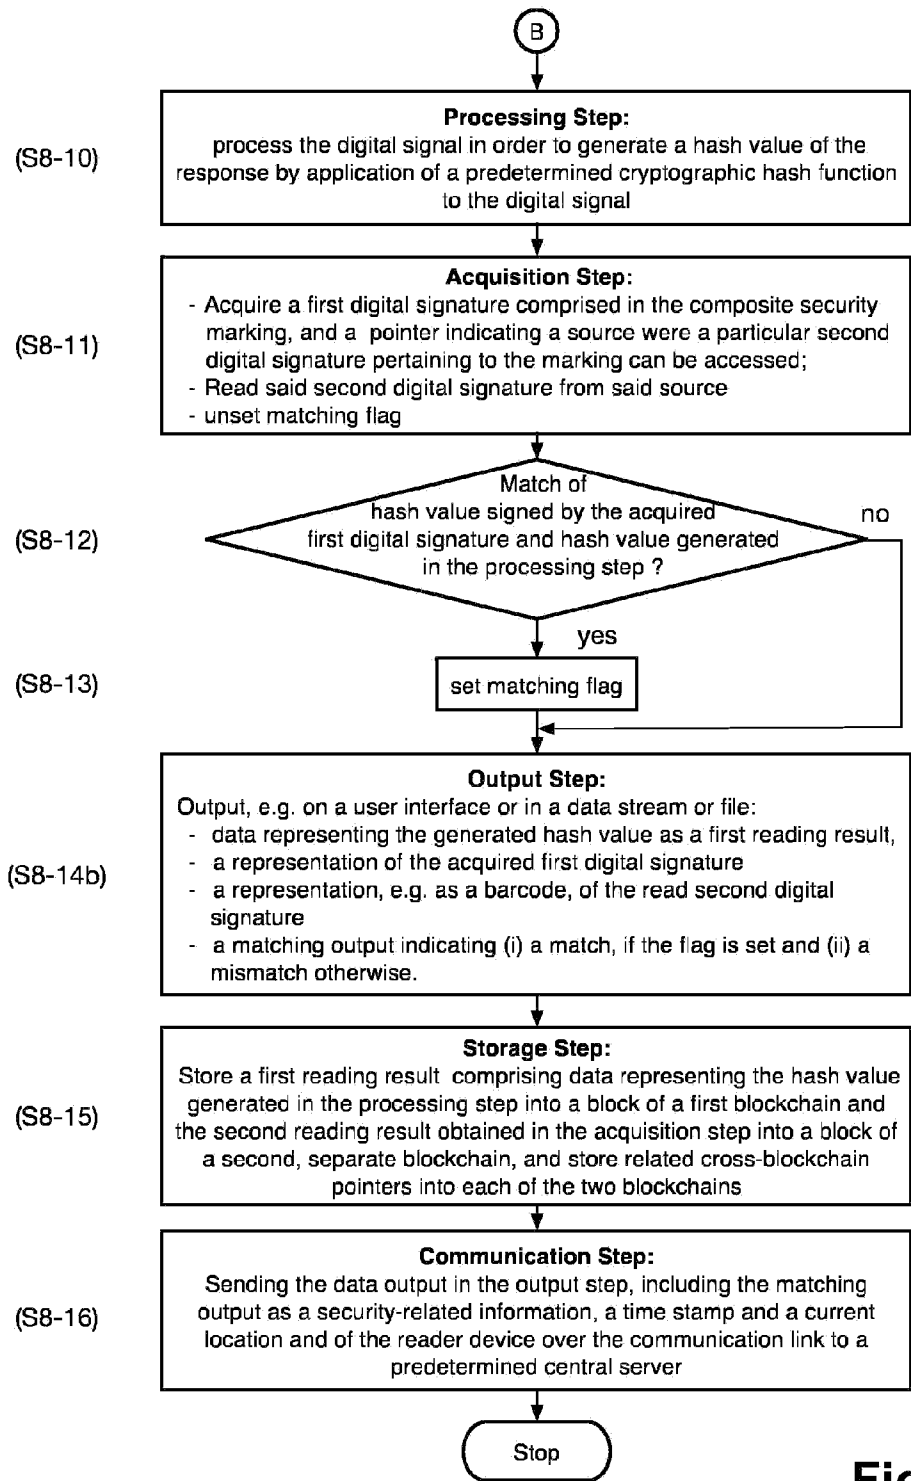 B
(S8-10)
Processing Step:
process the digital signal in order to generate a hash value of the
response by application of a predetermined cryptographic hash function
to the digital signal
(S8-11)
Acquisition Step:
- Acquire a first digital signature comprised in the composite security
marking, and a pointer indicating a source were a particular second
digital signature pertaining to the marking can be accessed;
- Read said second digital signature from said source
- unset matching flag
(S8-12)
Match of
hash value signed by the acquired
first digital signature and hash value generated
in the processing step ?
no
yes
(S8-13)
set matching flag
(S8-14b)
Output Step:
Output, e.g. on a user interface or in a data stream or file:
- data representing the generated hash value as a first reading result,
- a representation of the acquired first digital signature
- a representation, e.g. as a barcode, of the read second digital
signature
- a matching output indicating (i) a match, if the flag is set and (ii) a
mismatch otherwise.
(S8-15)
Storage Step:
Store a first reading result comprising data representing the hash value
generated in the processing step into a block of a first blockchain and
the second reading result obtained in the acquisition step into a block of
a second, separate blockchain, and store related cross-blockchain
pointers into each of the two blockchains
(S8-16)
Communication Step:
Sending the data output in the output step, including the matching
output as a security-related information, a time stamp and a current
location and of the reader device over the communication link to a
predetermined central server
Stop